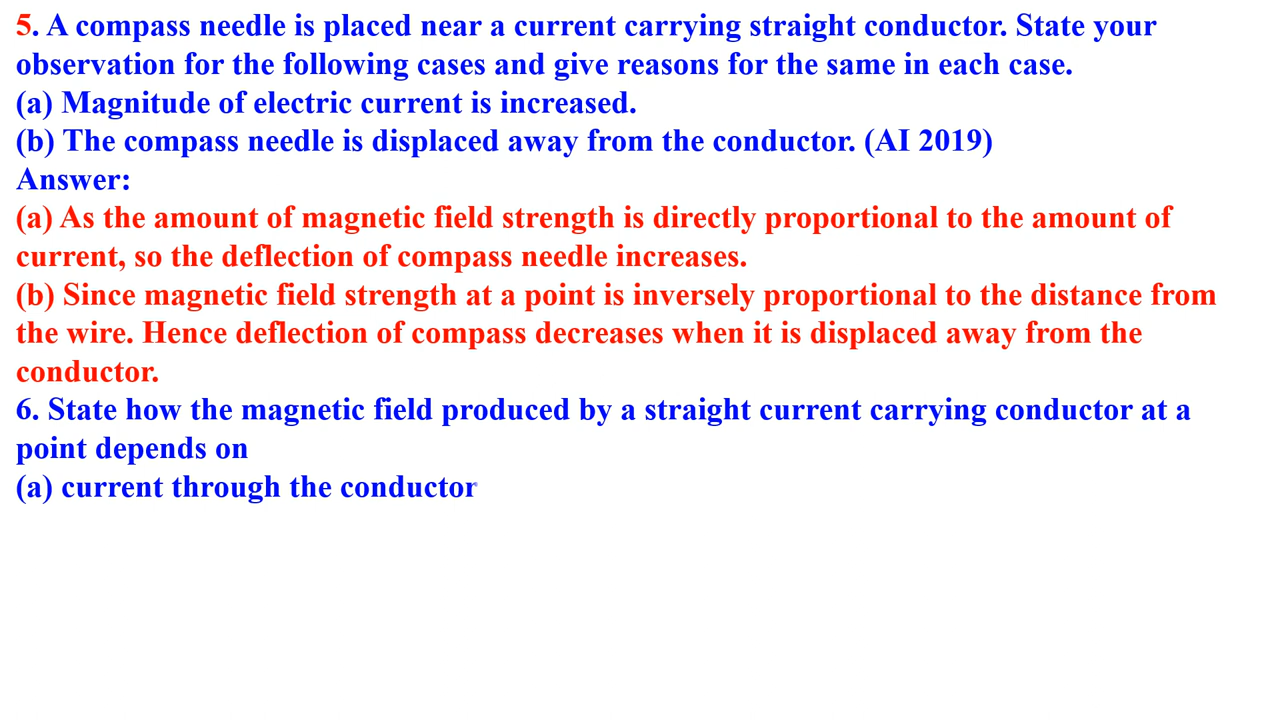 5. A compass needle is placed near a current carrying straight conductor. State your
observation for the following cases and give reasons for the same in each case.
(a) Magnitude of electric current is increased.
(b) The compass needle is displaced away from the conductor. (AI 2019)
Answer:
(a) As the amount of magnetic field strength is directly proportional to the amount of
current, so the deflection of compass needle increases.
(b) Since magnetic field strength at a point is inversely proportional to the distance from
the wire. Hence deflection of compass decreases when it is displaced away from the
conductor.
6. State how the magnetic field produced by a straight current carrying conductor at a
point depends on
(a) current through the conductor